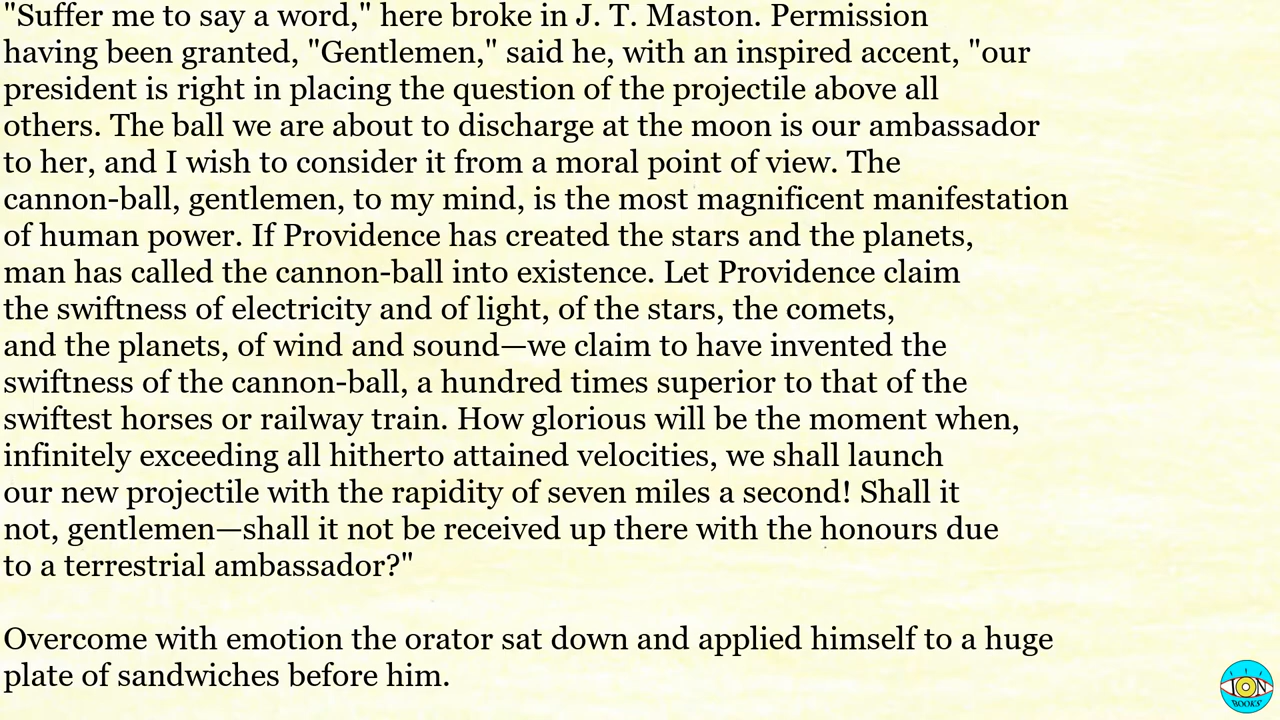 "Suffer me to say a word," here broke in J. T. Maston. Permission
having been granted, "Gentlemen," said he, with an inspired accent, "our
president is right in placing the question of the projectile above all
others. The ball we are about to discharge at the moon is our ambassador
to her, and I wish to consider it from a moral point of view. The
cannon-ball, gentlemen, to my mind, is the most magnificent manifestation
of human power. If Providence has created the stars and the planets,
man has called the cannon-ball into existence. Let Providence claim
the swiftness of electricity and of light, of the stars, the comets,
and the planets, of wind and sound—we claim to have invented the
swiftness of the cannon-ball, a hundred times superior to that of the
swiftest horses or railway train. How glorious will be the moment when,
infinitely exceeding all hitherto attained velocities, we shall launch
our new projectile with the rapidity of seven miles a second! Shall it
not, gentlemen—shall it not be received up there with the honours due
to a terrestrial ambassador?"
Overcome with emotion the orator sat down and applied himself to a huge
plate of sandwiches before him.
ION
BOOKS